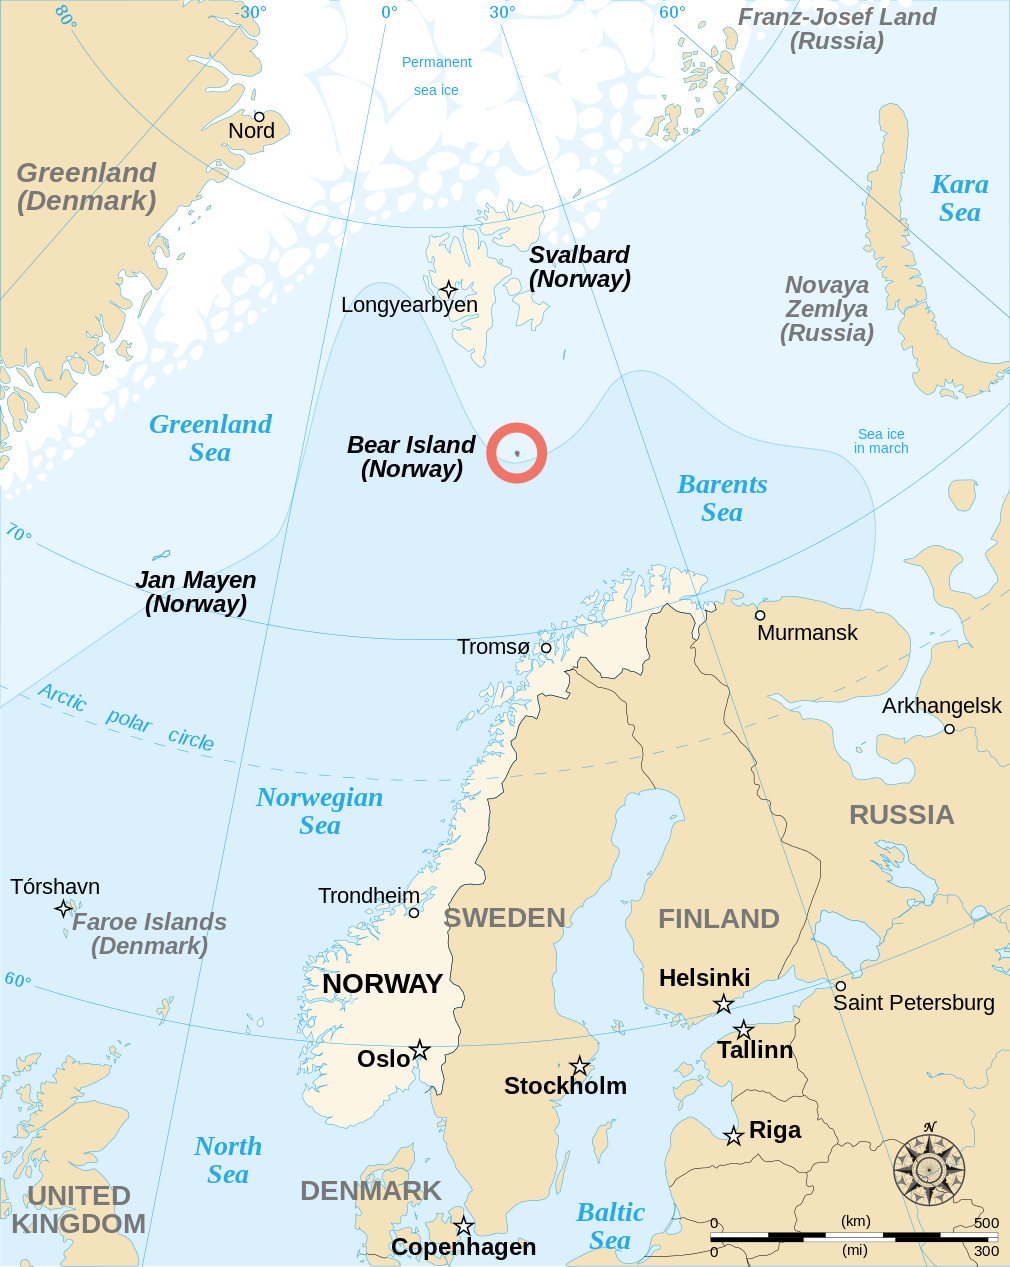 80°
-30°
0°
30°
60°
Franz-Josef Land
(Russia)
Permanent
sea ice
Nord
Greenland
(Denmark)
Kara
Sea
Svalbard
(Norway)
Longyearbyen
Novaya
Zemlya
(Russia)
Greenland
Sea
Bear Island
(Norway)
Sea ice
in march
Barents
Sea
70°
Jan Mayen
(Norway)
Tromsø
Murmansk
Arctic polar circle
Arkhangelsk
Norwegian
Sea
RUSSIA
Tórshavn
Faroe Islands
(Denmark)
Trondheim
SWEDEN
FINLAND
60°
NORWAY
Helsinki
Saint Petersburg
Oslo
Tallinn
Stockholm
Riga
N
North
Sea
UNITED
KINGDOM
DENMARK
Baltic
Sea
Copenhagen
0 (km) 500
0 (mi) 300